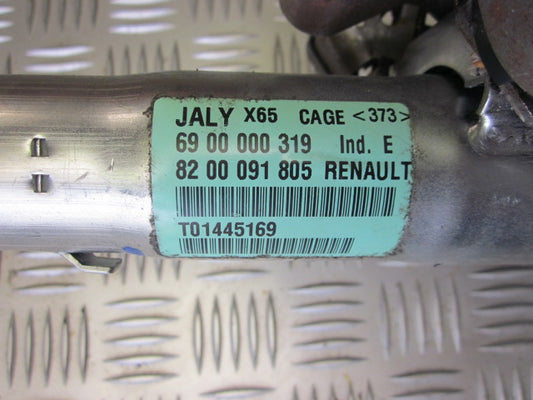 JALY X65 CAGE <373>
69 00 000 319 Ind. E
82 00 091 805 RENAULT
T01445169